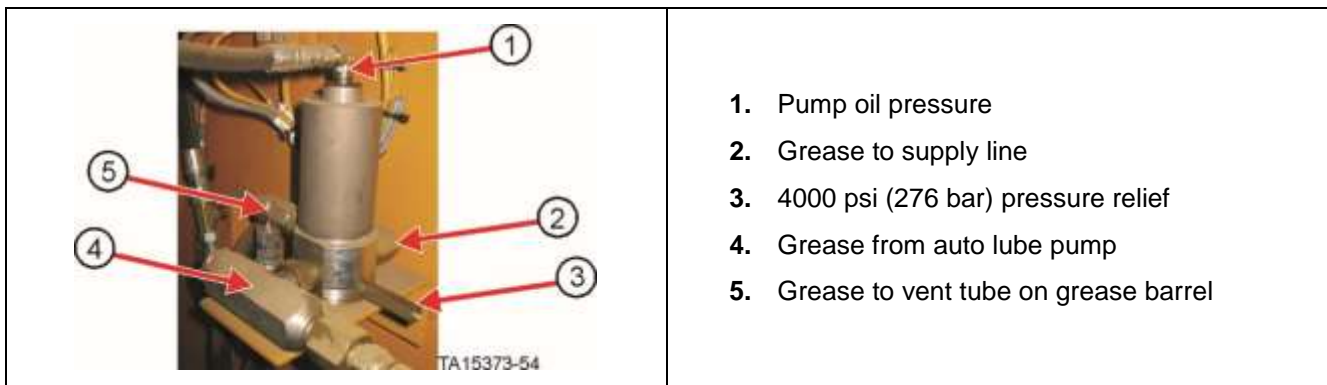 1
5
2
4
3
TA15373-54
1. Pump oil pressure
2. Grease to supply line
3. 4000 psi (276 bar) pressure relief
4. Grease from auto lube pump
5. Grease to vent tube on grease barrel